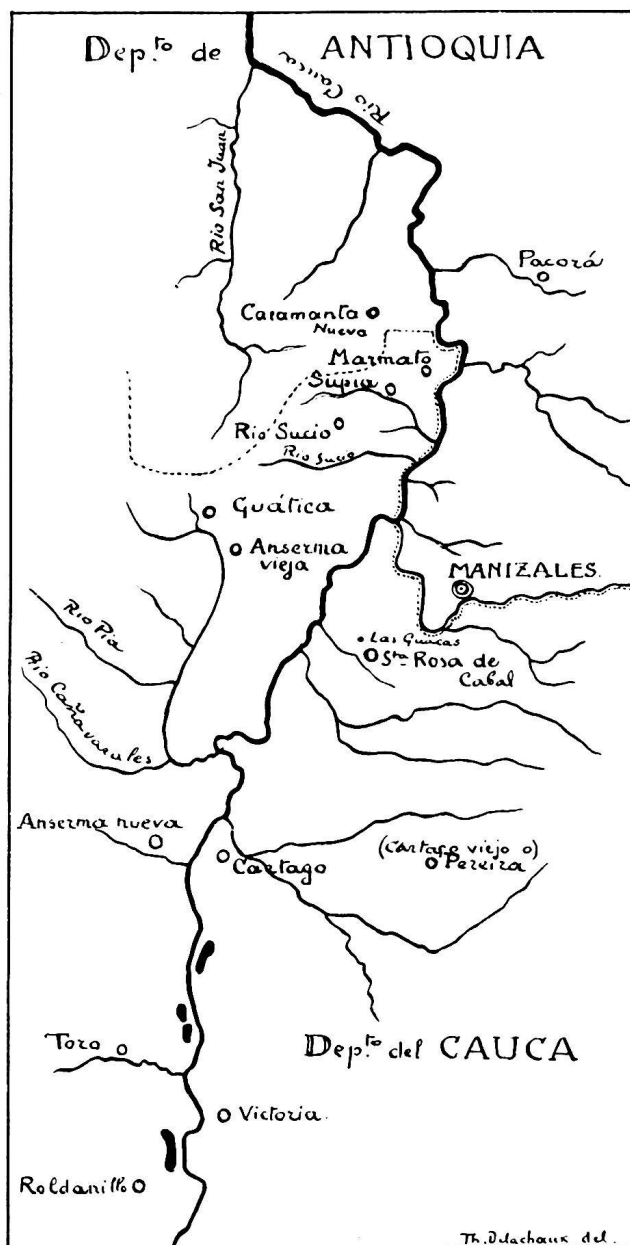 Dep.to de ANTIOQUIA
Rio Cauca
Rio San Juan
Pacorá
Caramanta
Nueva
Marmato
Supia
Rio Sucio
Rio Sucio
Guática
Anserma
vieja
MANIZALES.
Rio Pia
Las Guacas
Sta Rosa de
Cabal
Rio Cañavarales
Anserma nueva
(Cartago viejo o)
Pereira
Cartago
Toro
Dep.to del CAUCA
Victoria.
Roldanillo
Th. Delachaux del.